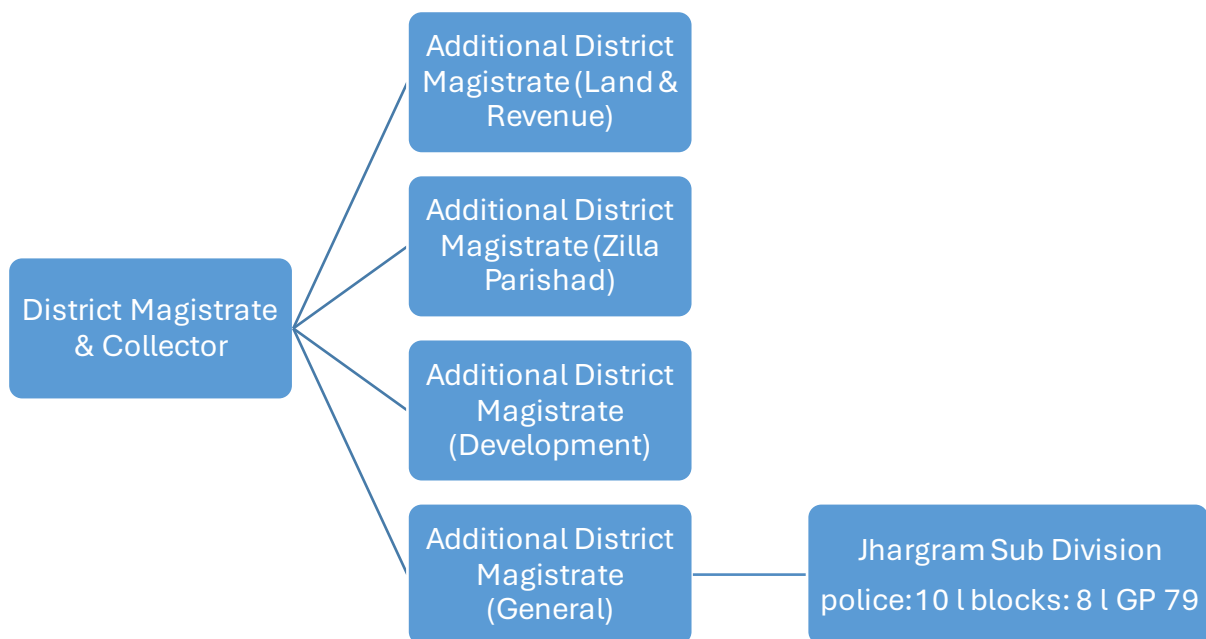 Additional District
Magistrate (Land &
Revenue)
Additional District
Magistrate (Zilla
Parishad)
District Magistrate
& Collector
Additional District
Magistrate
(Development)
Additional District
Magistrate
(General)
Jhargram Sub Division
police:10 l blocks: 8 l GP 79